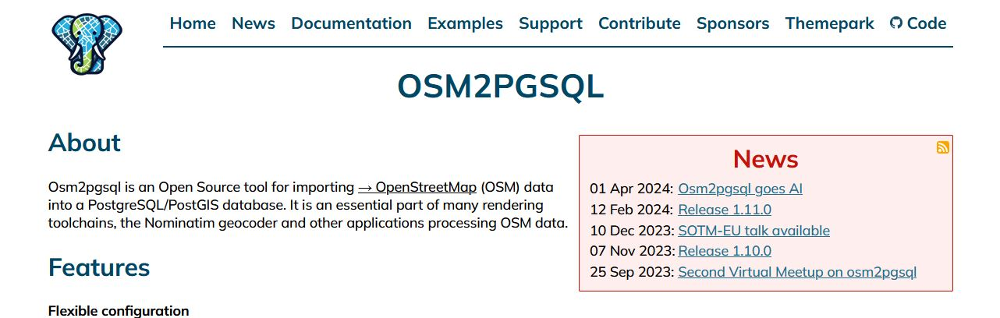 Home News Documentation Examples Support Contribute Sponsors Themepark Code
OSM2PGSQL
About
Osm2pgsql is an Open Source tool for importing → OpenStreetMap (OSM) data
into a PostgreSQL/PostGIS database. It is an essential part of many rendering
toolchains, the Nominatim geocoder and other applications processing OSM data.
News
01 Apr 2024: Osm2pgsql goes AI
12 Feb 2024: Release 1.11.0
10 Dec 2023: SOTM-EU talk available
07 Nov 2023: Release 1.10.0
25 Sep 2023: Second Virtual Meetup on osm2pgsql
Features
Flexible configuration